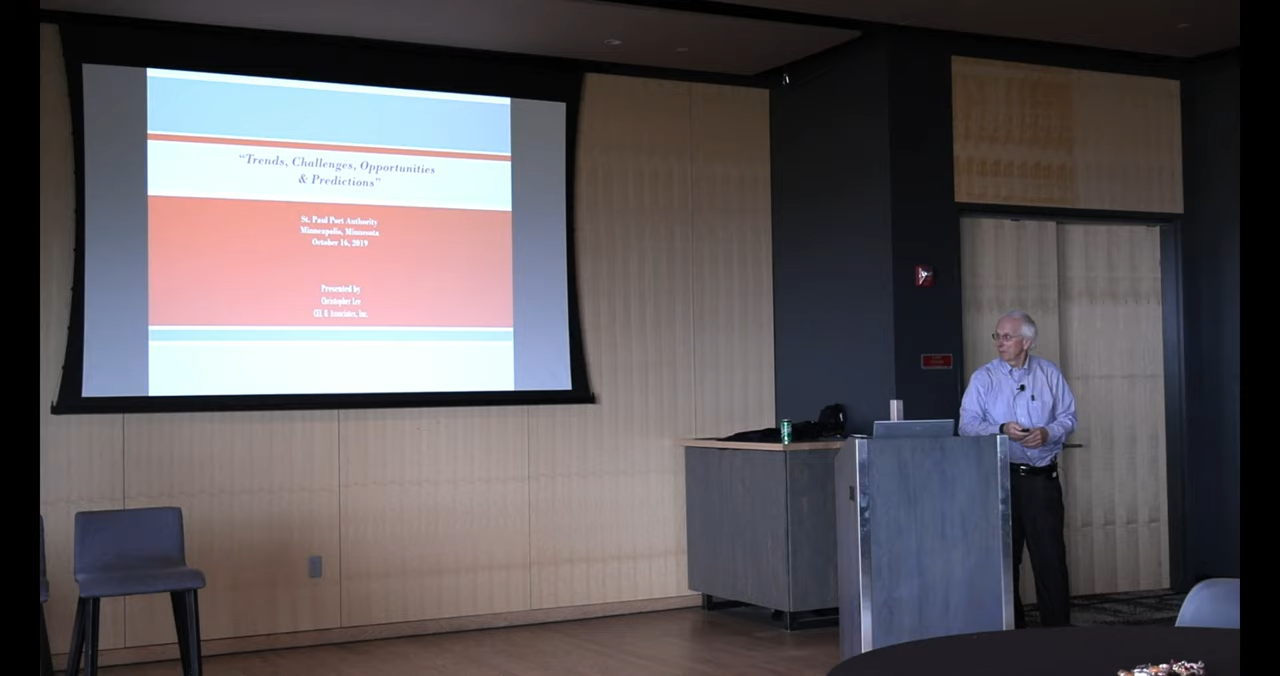 “Trends, Challenges, Opportunities
& Predictions”
St. Paul Port Authority
Minneapolis, Minnesota
October 16, 2019
Presented by
Christopher Lee
CEL & Associates, Inc.